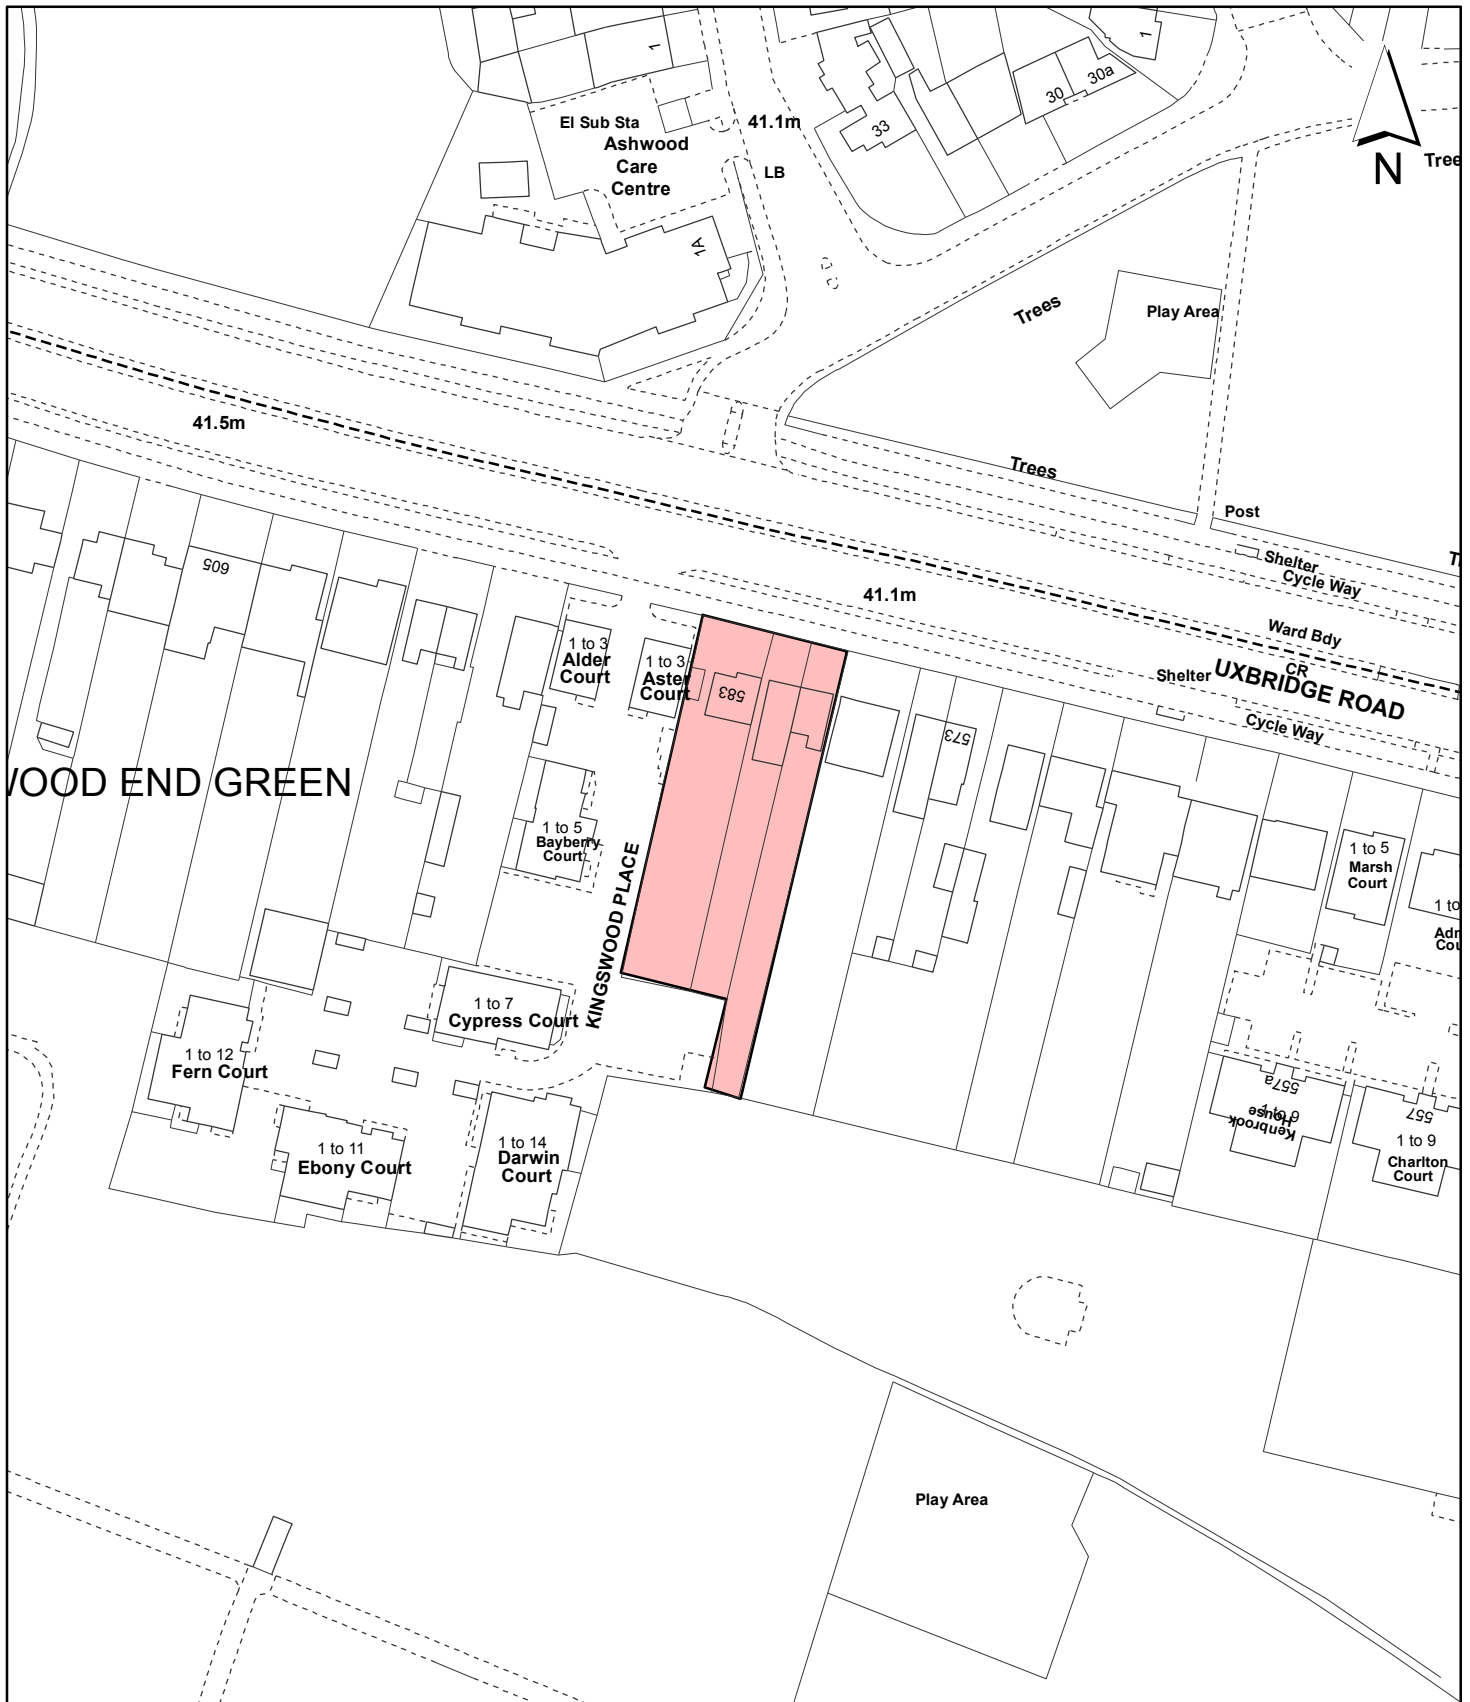 1
1
30a
30
33
41.1m
El Sub Sta
Ashwood
Care
Centre
LB
N
Tree
1A
Trees
Play Area
41.5m
Trees
Post
Shelter
Cycle Way
41.1m
Ward Bdy
CR
UXBRIDGE ROAD
Shelter
Cycle Way
605
1 to 3
Alder
Court
1 to 3
Aster
Court
583
573
WOOD END GREEN
1 to 5
Bayberry
Court
KINGSWOOD PLACE
1 to 5
Marsh
Court
1 to
Adr
Cou
1 to 7
Cypress Court
1 to 12
Fern Court
557a
1 to 6
Kenbrook
House
557
1 to 9
Charlton
Court
1 to 11
Ebony Court
1 to 14
Darwin
Court
Play Area